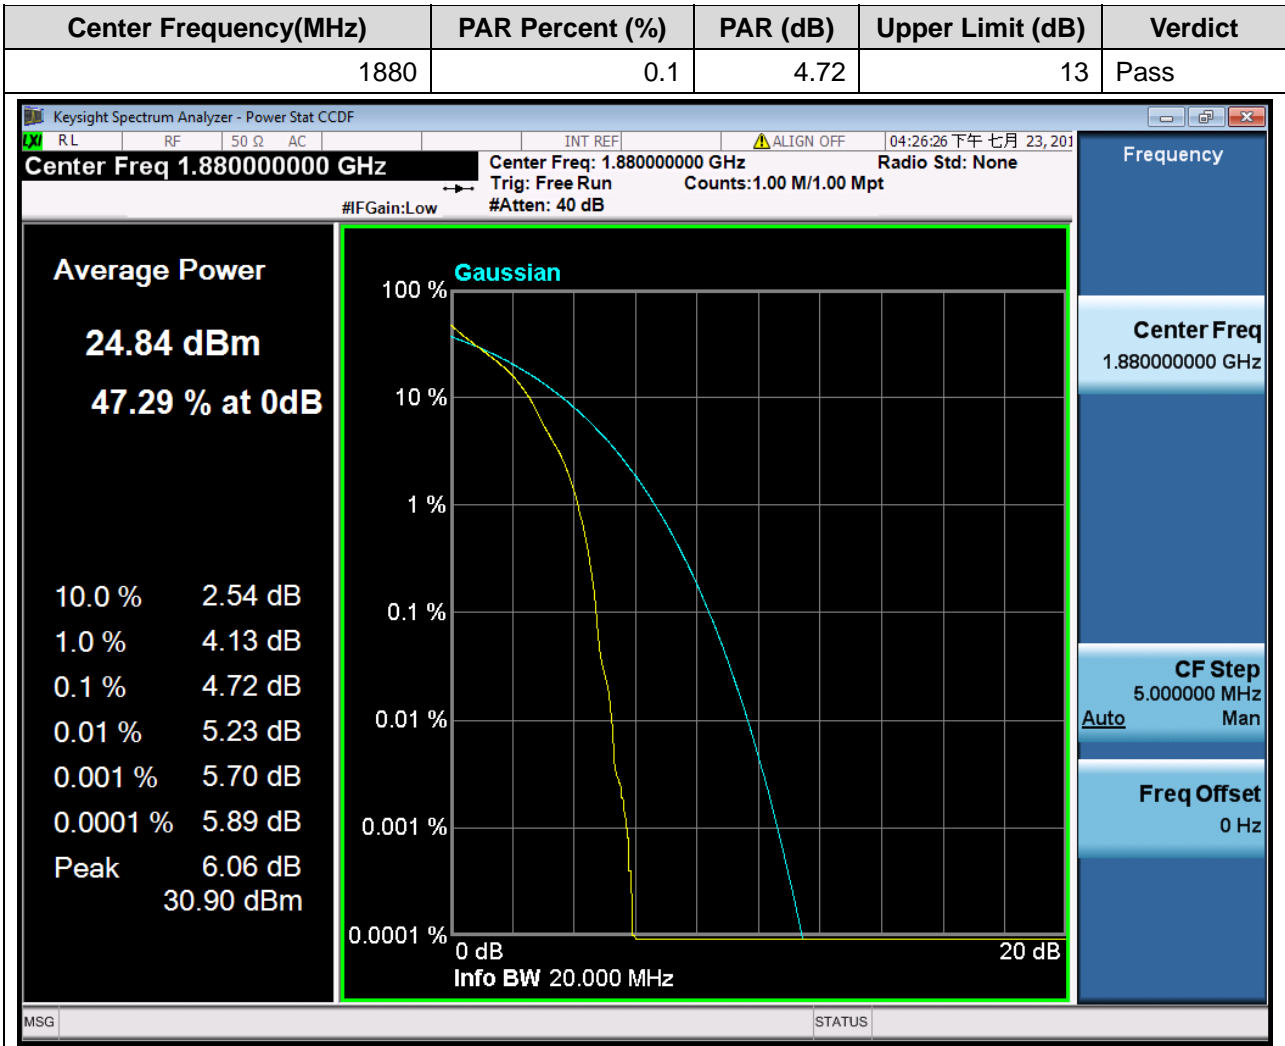 Center Frequency(MHz) PAR Percent (%) PAR (dB) Upper Limit (dB) Verdict
1880 0.1 4.72 13 Pass
Keysight Spectrum Analyzer - Power Stat CCDF
LXI RL RF 50 Ω AC INT REF ALIGN OFF 04:26:26 下午 七月 23, 201
Center Freq 1.880000000 GHz
Center Freq: 1.880000000 GHz Radio Std: None
Trig: Free Run Counts:1.00 M/1.00 Mpt
#IFGain:Low #Atten: 40 dB
Frequency
Average Power
24.84 dBm
47.29 % at 0dB
10.0 % 2.54 dB
1.0 % 4.13 dB
0.1 % 4.72 dB
0.01 % 5.23 dB
0.001 % 5.70 dB
0.0001 % 5.89 dB
Peak 6.06 dB
30.90 dBm
Gaussian
100 %
10 %
1 %
0.1 %
0.01 %
0.001 %
0.0001 %
0 dB 20 dB
Info BW 20.000 MHz
Center Freq
1.880000000 GHz
CF Step
5.000000 MHz
Auto Man
Freq Offset
0 Hz
MSG STATUS